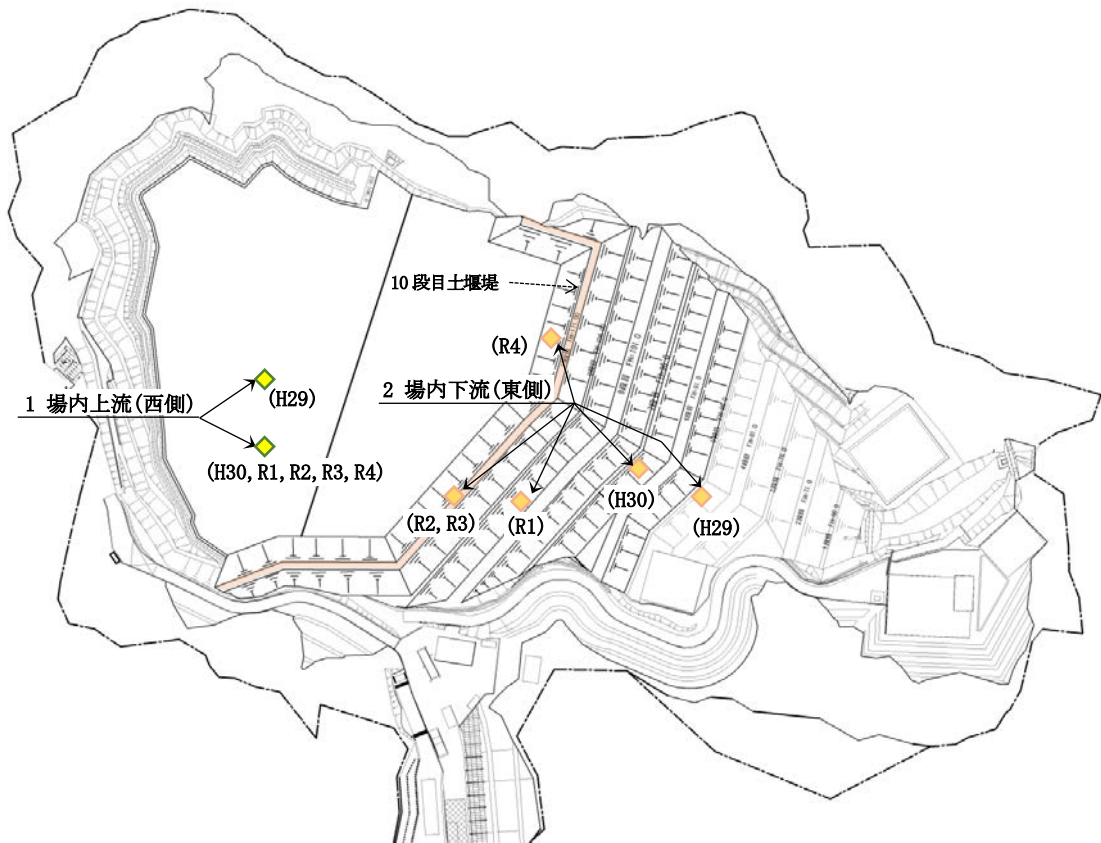 10段目土堰堤
(R4)
2 場内下流(東側)
1 場内上流(西側)
(H29)
(H30, R1, R2, R3, R4)
(R2, R3)
(R1)
(H30)
(H29)